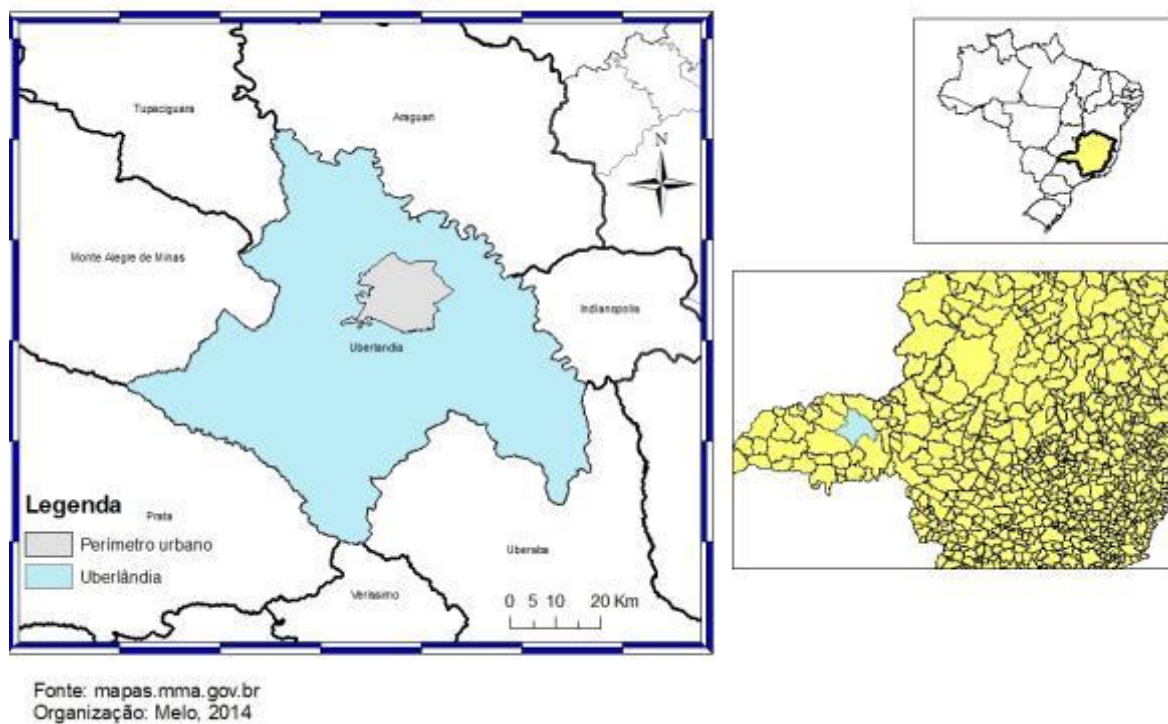 Tupaciguara
Araguari
N
Monte Alegre de Minas
Indianopolis
Uberlandia
Legenda
Prata
Perímetro urbano
Uberlândia
Uberaba
Verissimo
0 5 10 20 Km
Fonte: mapas.mma.gov.br
Organização: Melo, 2014